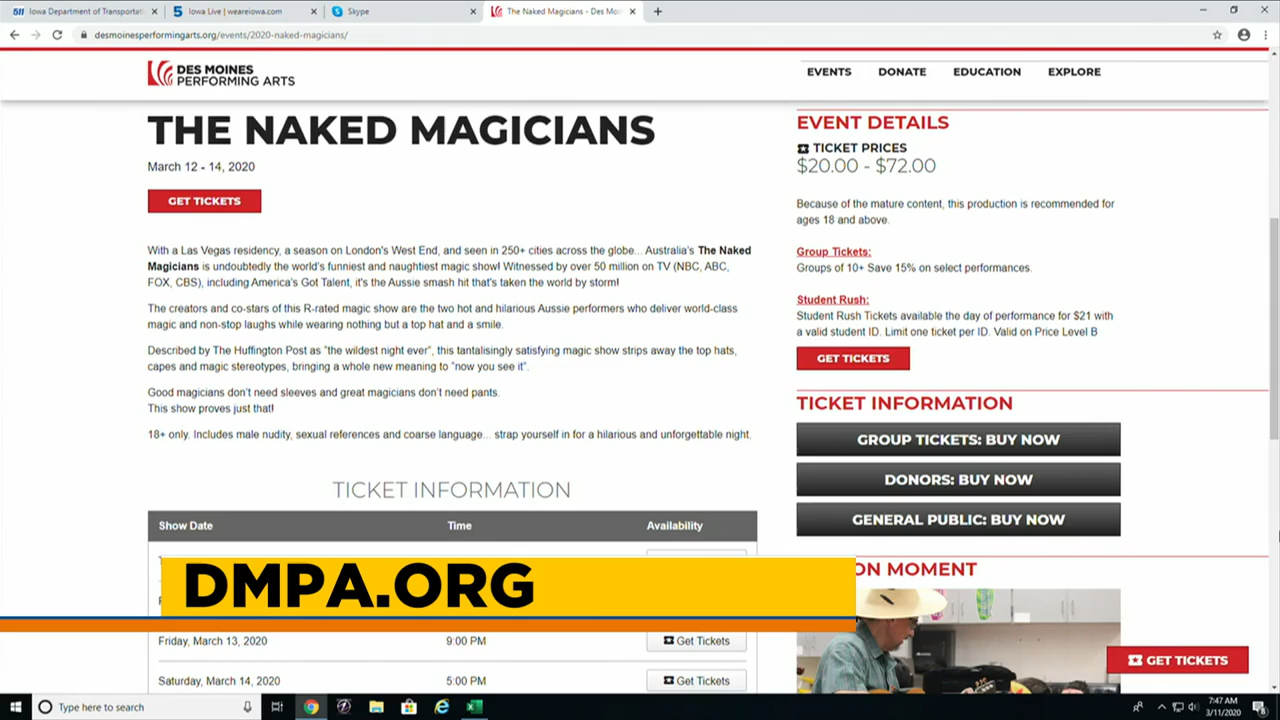 Iowa Department of Transportati
Iowa Live | weareiowa.com
Skype
The Naked Magicians - Des Moi
desmoinesperformingarts.org/events/2020-naked-magicians/
DES MOINES
PERFORMING ARTS
EVENTS
DONATE
EDUCATION
EXPLORE
THE NAKED MAGICIANS
March 12 - 14, 2020
GET TICKETS
With a Las Vegas residency, a season on London's West End, and seen in 250+ cities across the globe... Australia's The Naked
Magicians is undoubtedly the world's funniest and naughtiest magic show! Witnessed by over 50 million on TV (NBC, ABC,
FOX, CBS), including America's Got Talent, it's the Aussie smash hit that's taken the world by storm!
The creators and co-stars of this R-rated magic show are the two hot and hilarious Aussie performers who deliver world-class
magic and non-stop laughs while wearing nothing but a top hat and a smile.
Described by The Huffington Post as "the wildest night ever", this tantalisingly satisfying magic show strips away the top hats,
capes and magic stereotypes, bringing a whole new meaning to "now you see it".
Good magicians don't need sleeves and great magicians don't need pants.
This show proves just that!
18+ only. Includes male nudity, sexual references and coarse language... strap yourself in for a hilarious and unforgettable night.
TICKET INFORMATION
Show Date
Time
Availability
Friday, March 13, 2020
9:00 PM
Get Tickets
Saturday, March 14, 2020
5:00 PM
Get Tickets
EVENT DETAILS
TICKET PRICES
$20.00 - $72.00
Because of the mature content, this production is recommended for
ages 18 and above.
Group Tickets:
Groups of 10+ Save 15% on select performances.
Student Rush:
Student Rush Tickets available the day of performance for $21 with
a valid student ID. Limit one ticket per ID. Valid on Price Level B
GET TICKETS
TICKET INFORMATION
GROUP TICKETS: BUY NOW
DONORS: BUY NOW
GENERAL PUBLIC: BUY NOW
ON MOMENT
GET TICKETS
DMPA.ORG
Type here to search
7:47 AM
3/11/2020